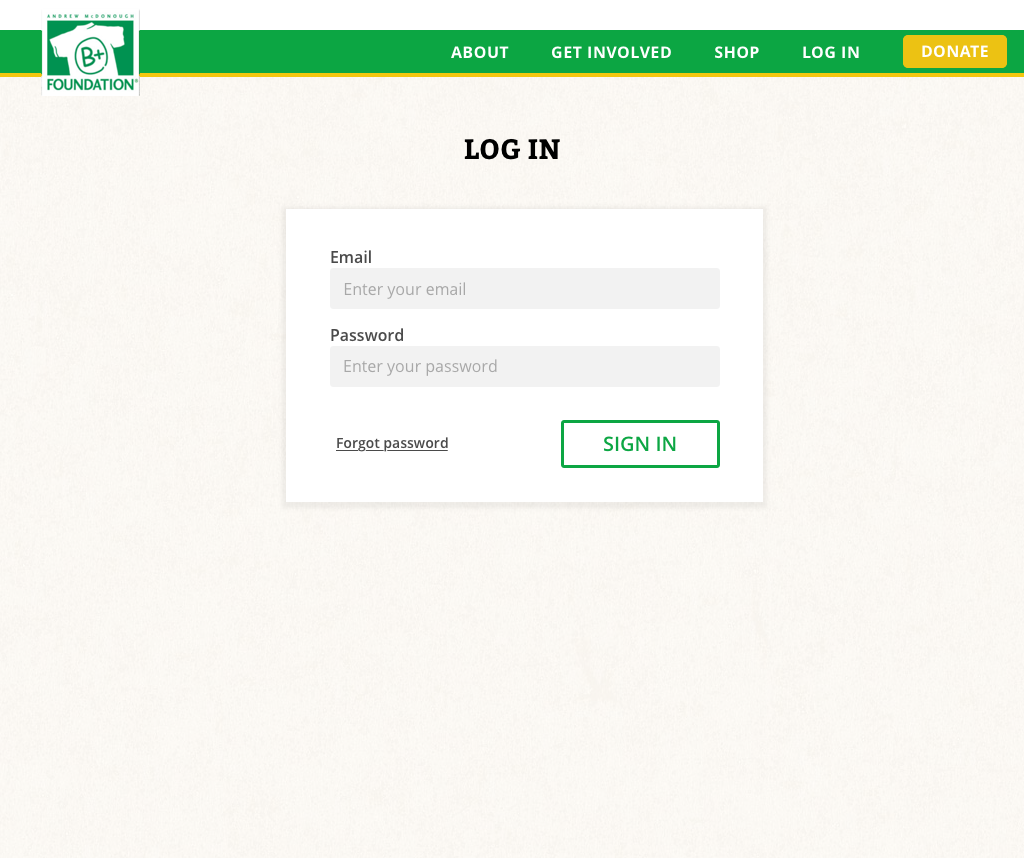 ANDREW McDONOUGH
B+
FOUNDATION®
ABOUT
GET INVOLVED
SHOP
LOG IN
DONATE
LOG IN
Email
Enter your email
Password
Enter your password
Forgot password
SIGN IN